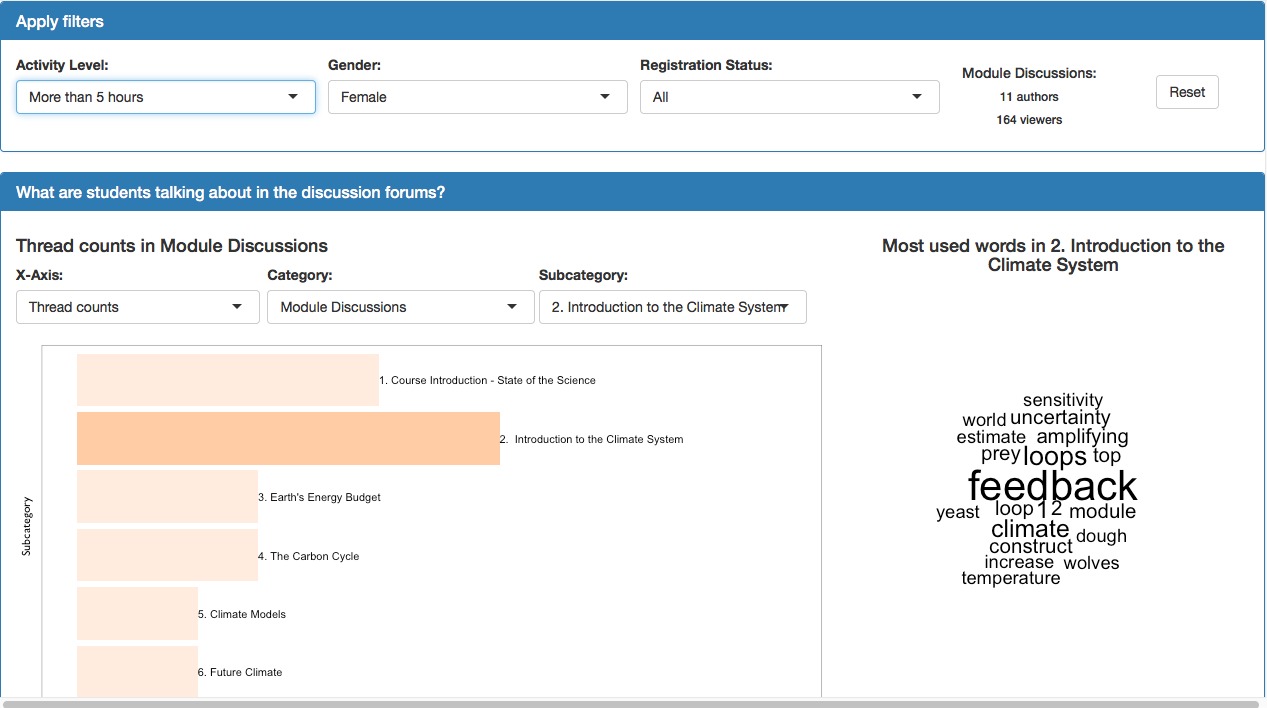 Apply filters
Activity Level:
Gender:
Registration Status:
Module Discussions:
More than 5 hours
Female
All
11 authors
164 viewers
Reset
What are students talking about in the discussion forums?
Thread counts in Module Discussions
X-Axis:
Category:
Subcategory:
Thread counts
Module Discussions
2. Introduction to the Climate System
Subcategory
1. Course Introduction - State of the Science
2. Introduction to the Climate System
3. Earth's Energy Budget
4. The Carbon Cycle
5. Climate Models
6. Future Climate
Most used words in 2. Introduction to the
Climate System
sensitivity
world uncertainty
estimate amplifying
prey loops top
feedback
yeast loop 1 2 module
climate dough
construct
increase wolves
temperature